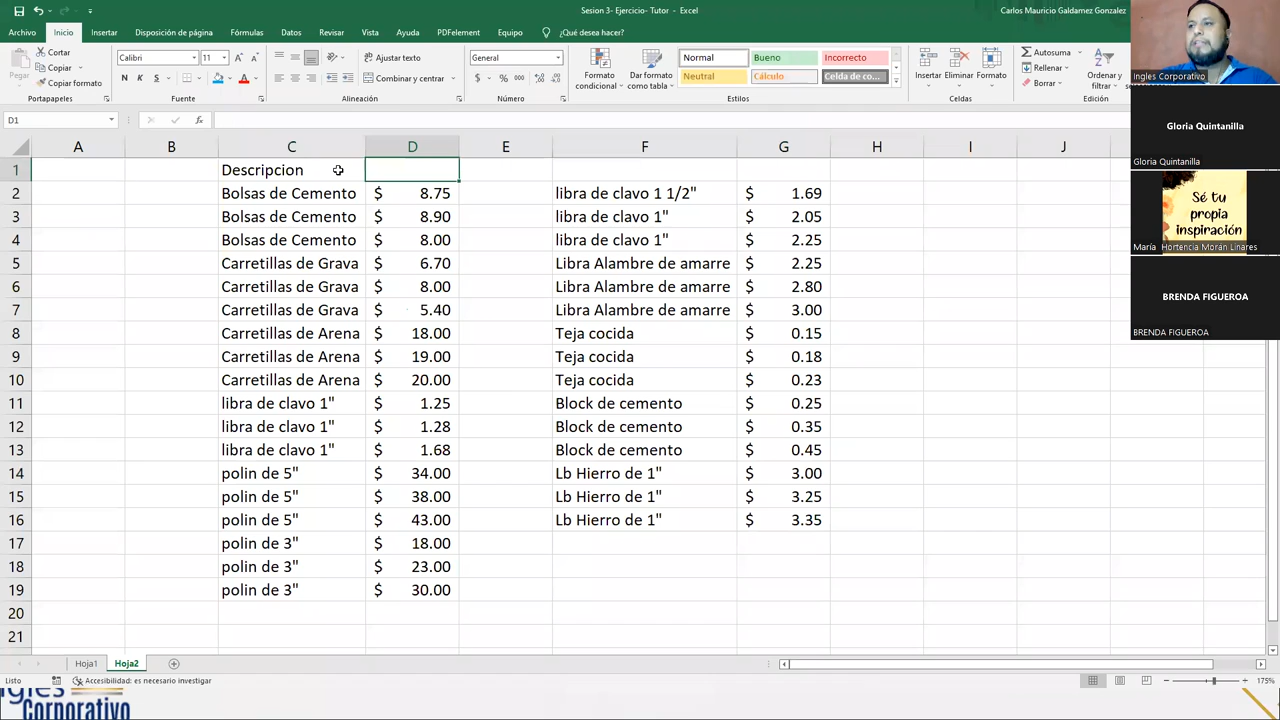 Sesion 3- Ejercicio- Tutor - Excel
Carlos Mauricio Galdamez Gonzalez
Archivo Inicio Insertar Disposición de página Fórmulas Datos Revisar Vista Ayuda PDFelement Equipo ¿Qué desea hacer?
Cortar
Copiar
Copiar formato
Portapapeles
Calibri 11
N K S
Fuente
Ajustar texto
Combinar y centrar
Alineación
General
$ % 000
Número
Formato condicional
Dar formato como tabla
Normal Bueno Incorrecto
Neutral Cálculo Celda de co...
Estilos
Insertar Eliminar Formato
Celdas
Autosuma
Rellenar
Borrar
Ordenar y
Edición
Ingles Corporativo
Gloria Quintanilla
Gloria Quintanilla
Sé tu
propia
inspiración
María Hortencia Morán Linares
BRENDA FIGUEROA
BRENDA FIGUEROA
D1 fx
A B C D E F G H I J
1 Descripcion
2 Bolsas de Cemento $ 8.75 libra de clavo 1 1/2" $ 1.69
3 Bolsas de Cemento $ 8.90 libra de clavo 1" $ 2.05
4 Bolsas de Cemento $ 8.00 libra de clavo 1" $ 2.25
5 Carretillas de Grava $ 6.70 Libra Alambre de amarre $ 2.25
6 Carretillas de Grava $ 8.00 Libra Alambre de amarre $ 2.80
7 Carretillas de Grava $ 5.40 Libra Alambre de amarre $ 3.00
8 Carretillas de Arena $ 18.00 Teja cocida $ 0.15
9 Carretillas de Arena $ 19.00 Teja cocida $ 0.18
10 Carretillas de Arena $ 20.00 Teja cocida $ 0.23
11 libra de clavo 1" $ 1.25 Block de cemento $ 0.25
12 libra de clavo 1" $ 1.28 Block de cemento $ 0.35
13 libra de clavo 1" $ 1.68 Block de cemento $ 0.45
14 polin de 5" $ 34.00 Lb Hierro de 1" $ 3.00
15 polin de 5" $ 38.00 Lb Hierro de 1" $ 3.25
16 polin de 5" $ 43.00 Lb Hierro de 1" $ 3.35
17 polin de 3" $ 18.00
18 polin de 3" $ 23.00
19 polin de 3" $ 30.00
20
21
Hoja1 Hoja2
Listo Accesibilidad: es necesario investigar 175%
Ingles
Corporativo